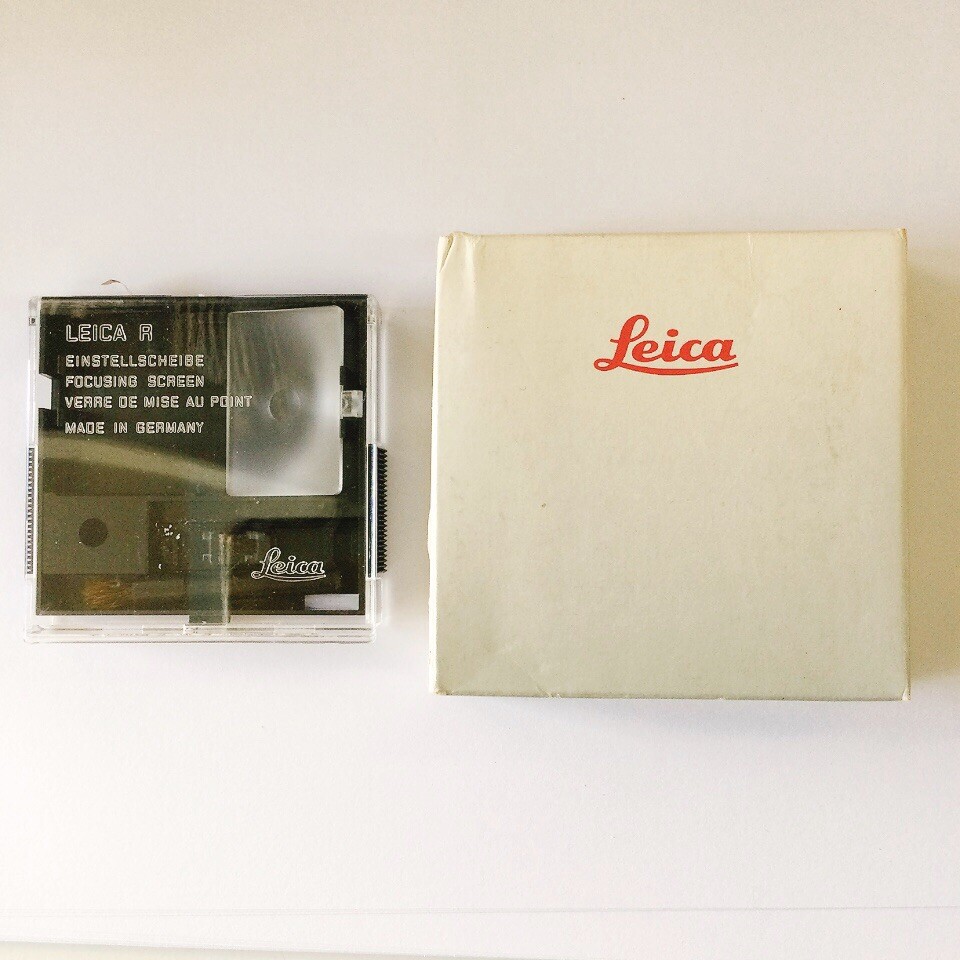 LEICA R
EINSTELLSCHEIBE
FOCUSING SCREEN
VERRE DE MISE AU POINT
MADE IN GERMANY
Leica
Leica